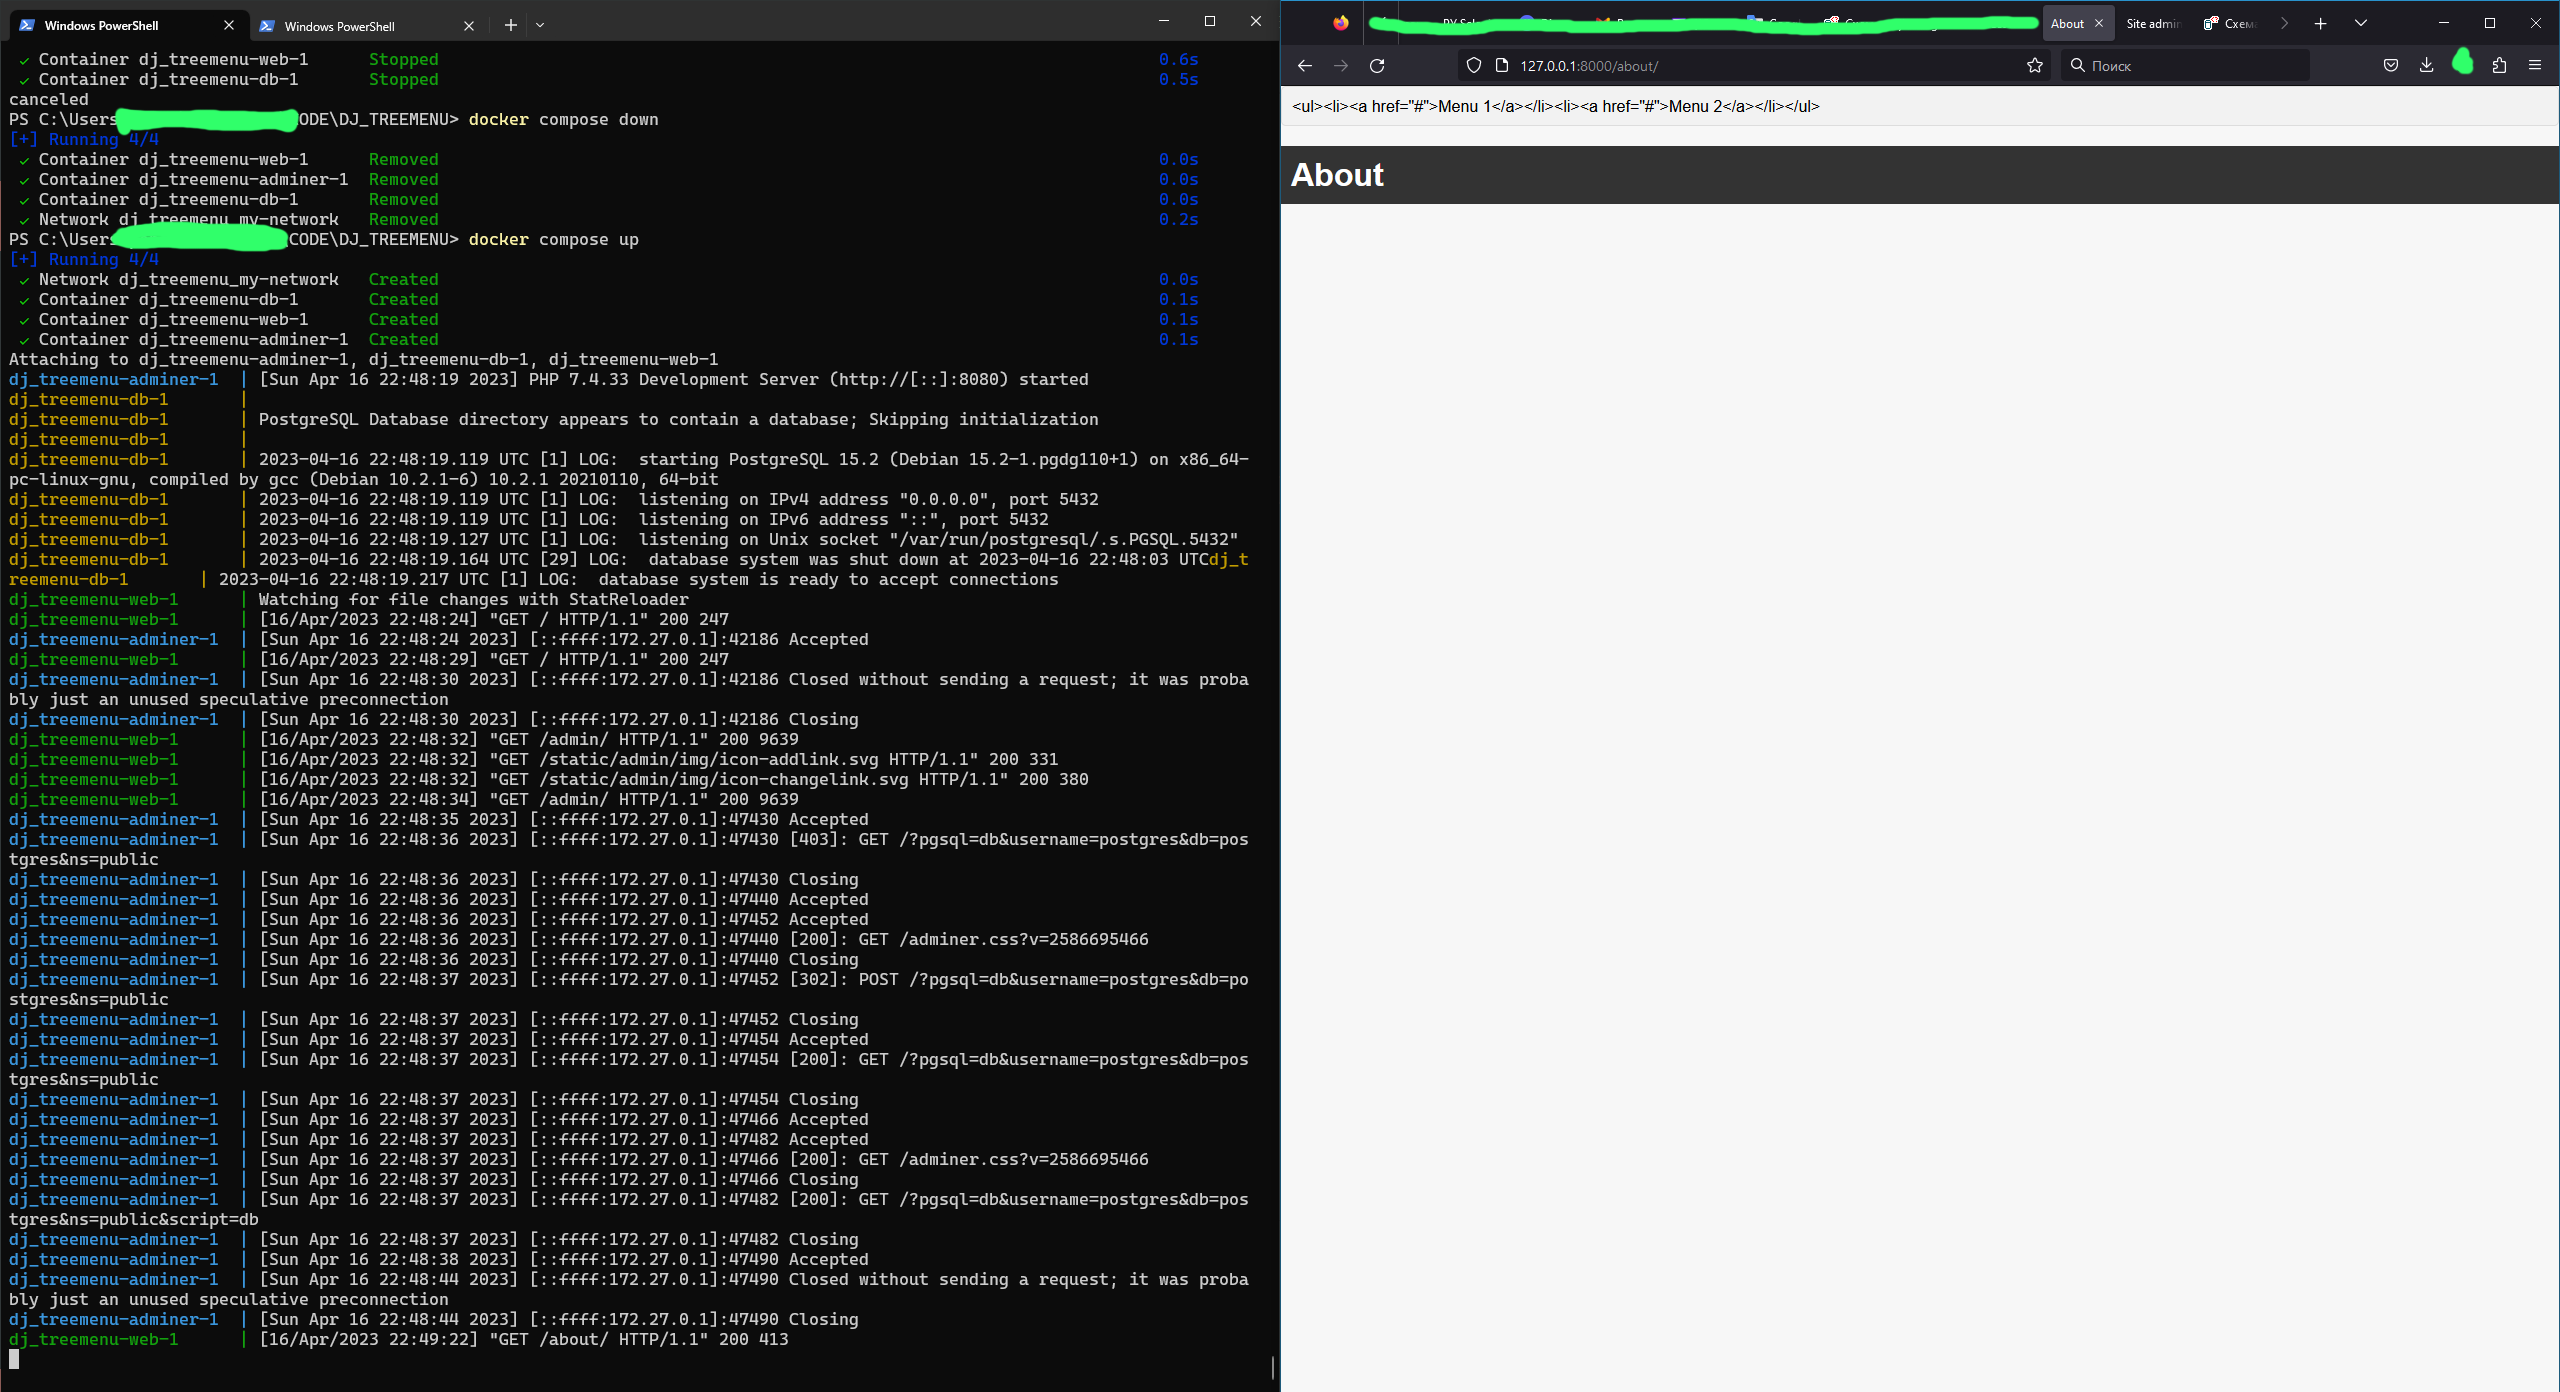 Windows PowerShell
Windows PowerShell
✓ Container dj_treemenu-web-1 Stopped 0.6s
✓ Container dj_treemenu-db-1 Stopped 0.5s
canceled
PS C:\Users CODE\DJ_TREEMENU> docker compose down
[+] Running 4/4
✓ Container dj_treemenu-web-1 Removed 0.0s
✓ Container dj_treemenu-adminer-1 Removed 0.0s
✓ Container dj_treemenu-db-1 Removed 0.0s
✓ Network dj_treemenu_my-network Removed 0.2s
PS C:\Users CODE\DJ_TREEMENU> docker compose up
[+] Running 4/4
✓ Network dj_treemenu_my-network Created 0.0s
✓ Container dj_treemenu-db-1 Created 0.1s
✓ Container dj_treemenu-web-1 Created 0.1s
✓ Container dj_treemenu-adminer-1 Created 0.1s
Attaching to dj_treemenu-adminer-1, dj_treemenu-db-1, dj_treemenu-web-1
dj_treemenu-adminer-1 | [Sun Apr 16 22:48:19 2023] PHP 7.4.33 Development Server (http://[::]:8080) started
dj_treemenu-db-1 |
dj_treemenu-db-1 | PostgreSQL Database directory appears to contain a database; Skipping initialization
dj_treemenu-db-1 |
dj_treemenu-db-1 | 2023-04-16 22:48:19.119 UTC [1] LOG: starting PostgreSQL 15.2 (Debian 15.2-1.pgdg110+1) on x86_64-
pc-linux-gnu, compiled by gcc (Debian 10.2.1-6) 10.2.1 20210110, 64-bit
dj_treemenu-db-1 | 2023-04-16 22:48:19.119 UTC [1] LOG: listening on IPv4 address "0.0.0.0", port 5432
dj_treemenu-db-1 | 2023-04-16 22:48:19.119 UTC [1] LOG: listening on IPv6 address "::", port 5432
dj_treemenu-db-1 | 2023-04-16 22:48:19.127 UTC [1] LOG: listening on Unix socket "/var/run/postgresql/.s.PGSQL.5432"
dj_treemenu-db-1 | 2023-04-16 22:48:19.164 UTC [29] LOG: database system was shut down at 2023-04-16 22:48:03 UTCdj_t
reemenu-db-1 | 2023-04-16 22:48:19.217 UTC [1] LOG: database system is ready to accept connections
dj_treemenu-web-1 | Watching for file changes with StatReloader
dj_treemenu-web-1 | [16/Apr/2023 22:48:24] "GET / HTTP/1.1" 200 247
dj_treemenu-adminer-1 | [Sun Apr 16 22:48:24 2023] [::ffff:172.27.0.1]:42186 Accepted
dj_treemenu-web-1 | [16/Apr/2023 22:48:29] "GET / HTTP/1.1" 200 247
dj_treemenu-adminer-1 | [Sun Apr 16 22:48:30 2023] [::ffff:172.27.0.1]:42186 Closed without sending a request; it was proba
bly just an unused speculative preconnection
dj_treemenu-adminer-1 | [Sun Apr 16 22:48:30 2023] [::ffff:172.27.0.1]:42186 Closing
dj_treemenu-web-1 | [16/Apr/2023 22:48:32] "GET /admin/ HTTP/1.1" 200 9639
dj_treemenu-web-1 | [16/Apr/2023 22:48:32] "GET /static/admin/img/icon-addlink.svg HTTP/1.1" 200 331
dj_treemenu-web-1 | [16/Apr/2023 22:48:32] "GET /static/admin/img/icon-changelink.svg HTTP/1.1" 200 380
dj_treemenu-web-1 | [16/Apr/2023 22:48:34] "GET /admin/ HTTP/1.1" 200 9639
dj_treemenu-adminer-1 | [Sun Apr 16 22:48:35 2023] [::ffff:172.27.0.1]:47430 Accepted
dj_treemenu-adminer-1 | [Sun Apr 16 22:48:36 2023] [::ffff:172.27.0.1]:47430 [403]: GET /?pgsql=db&username=postgres&db=pos
tgres&ns=public
dj_treemenu-adminer-1 | [Sun Apr 16 22:48:36 2023] [::ffff:172.27.0.1]:47430 Closing
dj_treemenu-adminer-1 | [Sun Apr 16 22:48:36 2023] [::ffff:172.27.0.1]:47440 Accepted
dj_treemenu-adminer-1 | [Sun Apr 16 22:48:36 2023] [::ffff:172.27.0.1]:47452 Accepted
dj_treemenu-adminer-1 | [Sun Apr 16 22:48:36 2023] [::ffff:172.27.0.1]:47440 [200]: GET /adminer.css?v=2586695466
dj_treemenu-adminer-1 | [Sun Apr 16 22:48:36 2023] [::ffff:172.27.0.1]:47440 Closing
dj_treemenu-adminer-1 | [Sun Apr 16 22:48:37 2023] [::ffff:172.27.0.1]:47452 [302]: POST /?pgsql=db&username=postgres&db=po
stgres&ns=public
dj_treemenu-adminer-1 | [Sun Apr 16 22:48:37 2023] [::ffff:172.27.0.1]:47452 Closing
dj_treemenu-adminer-1 | [Sun Apr 16 22:48:37 2023] [::ffff:172.27.0.1]:47454 Accepted
dj_treemenu-adminer-1 | [Sun Apr 16 22:48:37 2023] [::ffff:172.27.0.1]:47454 [200]: GET /?pgsql=db&username=postgres&db=pos
tgres&ns=public
dj_treemenu-adminer-1 | [Sun Apr 16 22:48:37 2023] [::ffff:172.27.0.1]:47454 Closing
dj_treemenu-adminer-1 | [Sun Apr 16 22:48:37 2023] [::ffff:172.27.0.1]:47466 Accepted
dj_treemenu-adminer-1 | [Sun Apr 16 22:48:37 2023] [::ffff:172.27.0.1]:47482 Accepted
dj_treemenu-adminer-1 | [Sun Apr 16 22:48:37 2023] [::ffff:172.27.0.1]:47466 [200]: GET /adminer.css?v=2586695466
dj_treemenu-adminer-1 | [Sun Apr 16 22:48:37 2023] [::ffff:172.27.0.1]:47466 Closing
dj_treemenu-adminer-1 | [Sun Apr 16 22:48:37 2023] [::ffff:172.27.0.1]:47482 [200]: GET /?pgsql=db&username=postgres&db=pos
tgres&ns=public&script=db
dj_treemenu-adminer-1 | [Sun Apr 16 22:48:37 2023] [::ffff:172.27.0.1]:47482 Closing
dj_treemenu-adminer-1 | [Sun Apr 16 22:48:38 2023] [::ffff:172.27.0.1]:47490 Accepted
dj_treemenu-adminer-1 | [Sun Apr 16 22:48:44 2023] [::ffff:172.27.0.1]:47490 Closed without sending a request; it was proba
bly just an unused speculative preconnection
dj_treemenu-adminer-1 | [Sun Apr 16 22:48:44 2023] [::ffff:172.27.0.1]:47490 Closing
dj_treemenu-web-1 | [16/Apr/2023 22:49:22] "GET /about/ HTTP/1.1" 200 413
About
Site admin
Схема
127.0.0.1:8000/about/
Поиск
<ul><li><a href="#">Menu 1</a></li><li><a href="#">Menu 2</a></li></ul>
About